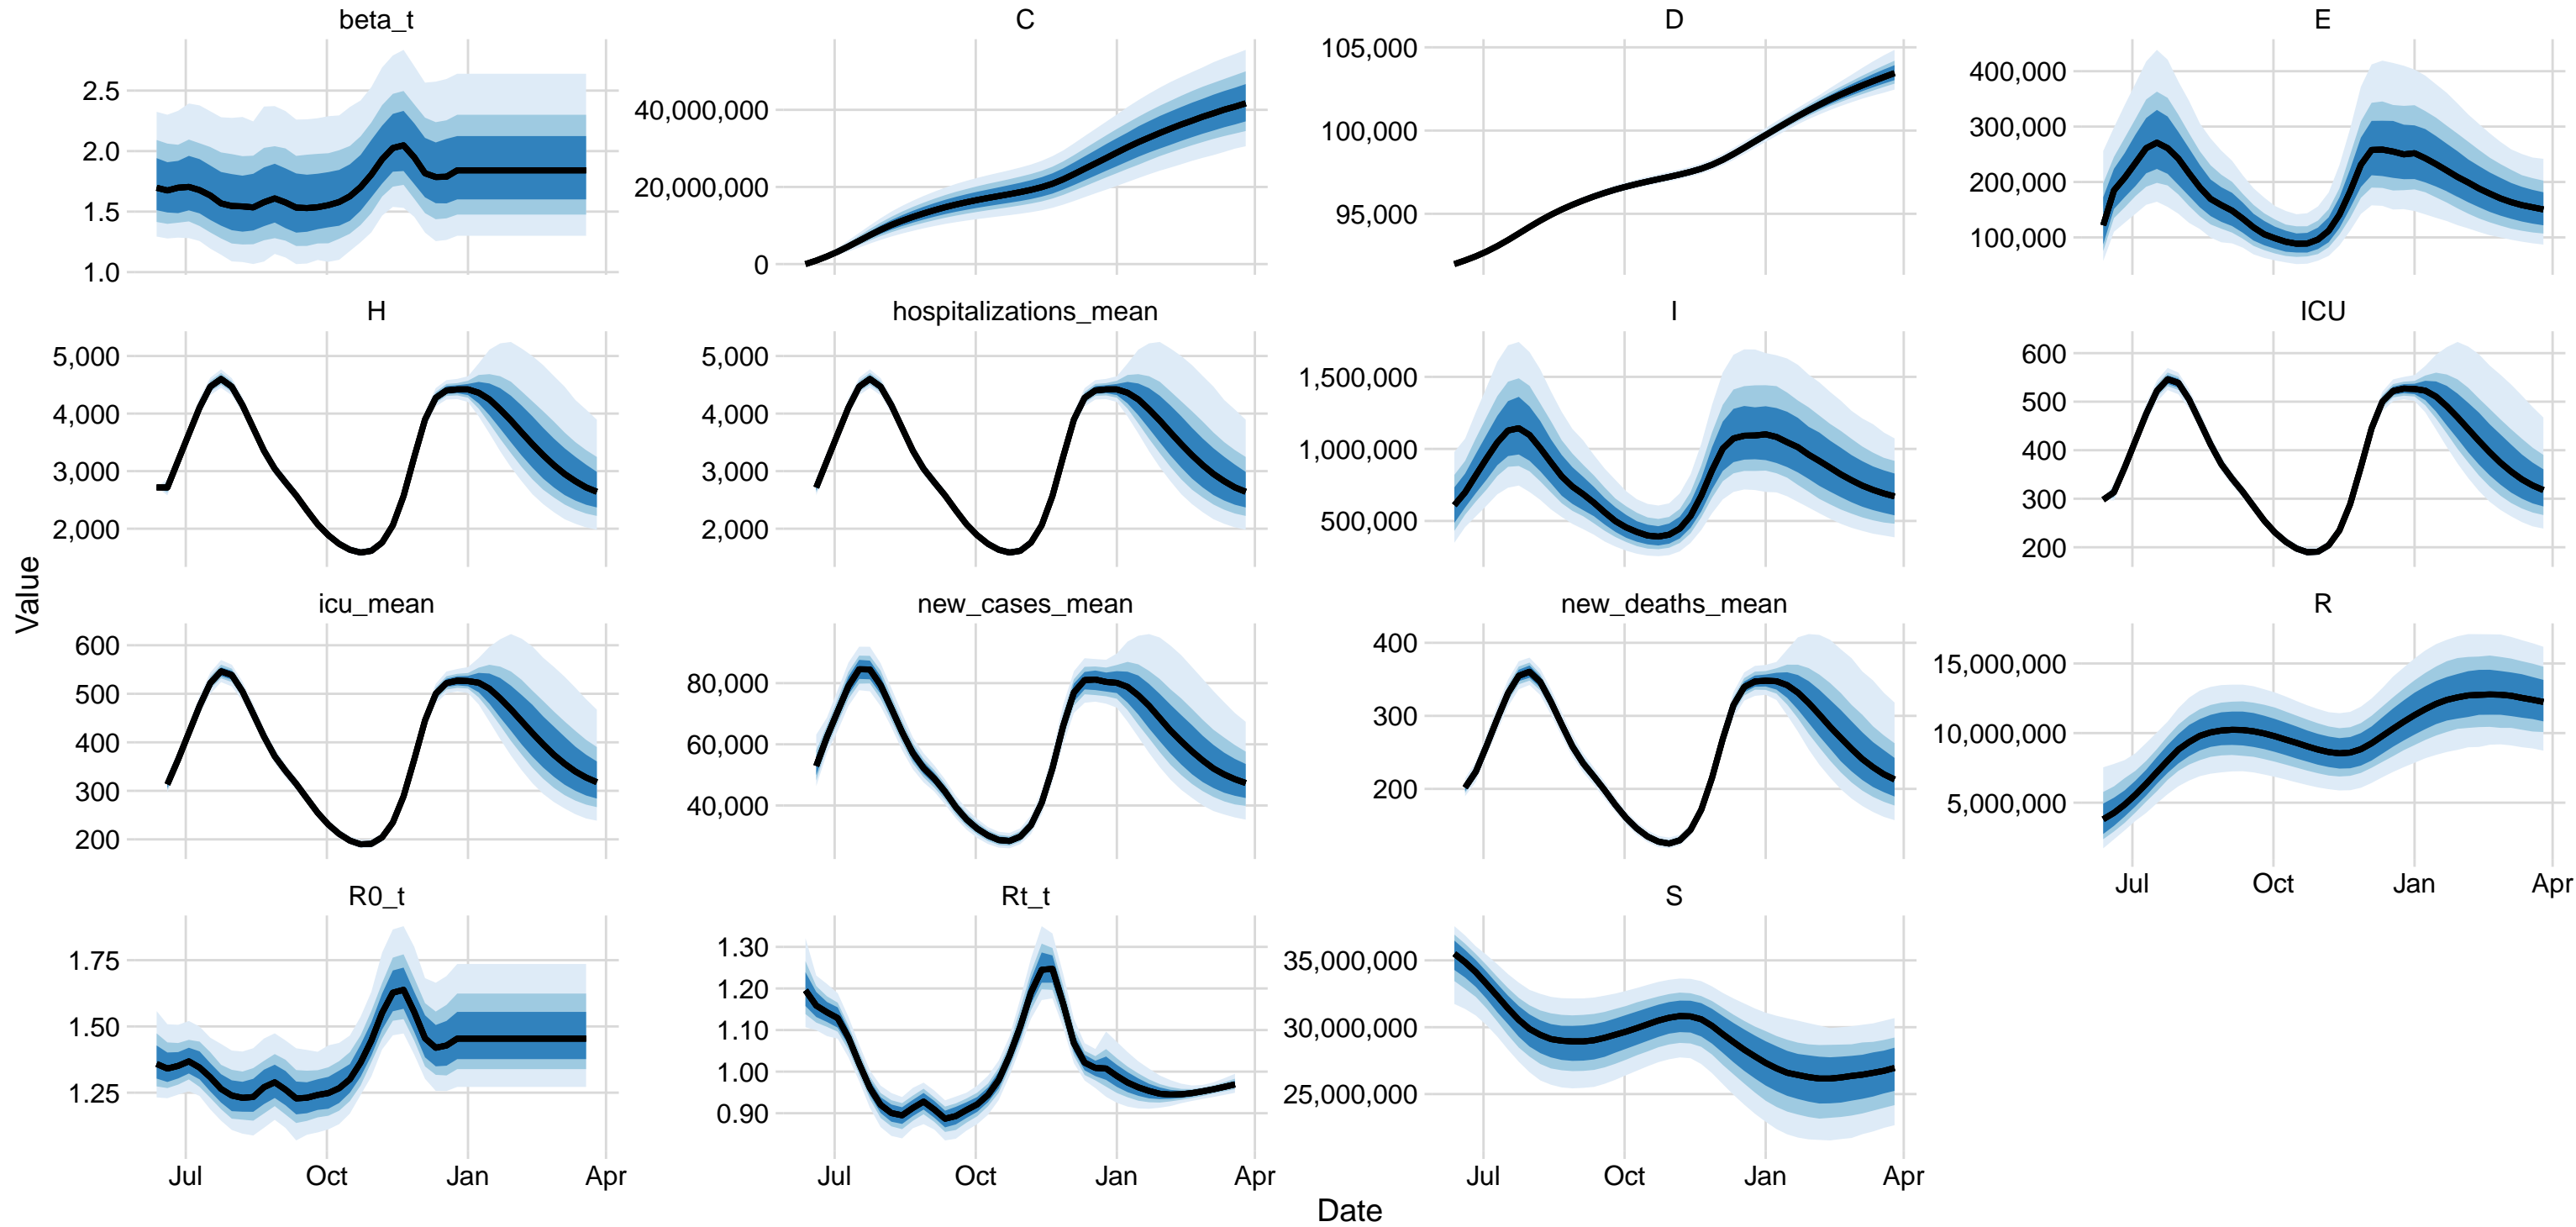 beta_t
C
D
E
2.5
2.0
1.5
1.0
40,000,000
20,000,000
0
105,000
100,000
95,000
400,000
300,000
200,000
100,000
H
hospitalizations_mean
I
ICU
5,000
4,000
3,000
2,000
5,000
4,000
3,000
2,000
1,500,000
1,000,000
500,000
600
500
400
300
200
icu_mean
new_cases_mean
new_deaths_mean
R
600
500
400
300
200
80,000
60,000
40,000
400
300
200
15,000,000
10,000,000
5,000,000
Jul Oct Jan Apr
R0_t
Rt_t
S
1.75
1.50
1.25
1.30
1.20
1.10
1.00
0.90
35,000,000
30,000,000
25,000,000
Jul Oct Jan Apr
Jul Oct Jan Apr
Jul Oct Jan Apr
Value
Date